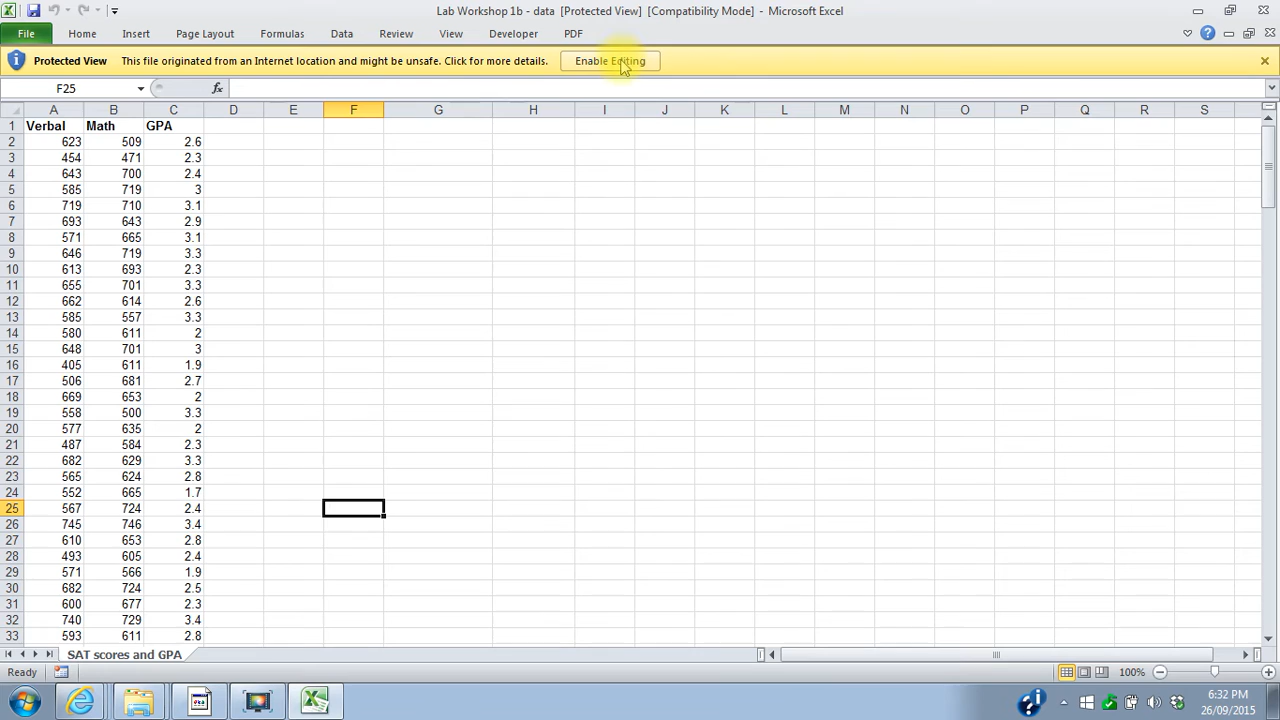 Lab Workshop 1b - data [Protected View] [Compatibility Mode] - Microsoft Excel
File Home Insert Page Layout Formulas Data Review View Developer PDF
Protected View This file originated from an Internet location and might be unsafe. Click for more details. Enable Editing
F25 fx
A B C D E F G H I J K L M N O P Q R S
1 Verbal Math GPA
2 623 509 2.6
3 454 471 2.3
4 643 700 2.4
5 585 719 3
6 719 710 3.1
7 693 643 2.9
8 571 665 3.1
9 646 719 3.3
10 613 693 2.3
11 655 701 3.3
12 662 614 2.6
13 585 557 3.3
14 580 611 2
15 648 701 3
16 405 611 1.9
17 506 681 2.7
18 669 653 2
19 558 500 3.3
20 577 635 2
21 487 584 2.3
22 682 629 3.3
23 565 624 2.8
24 552 665 1.7
25 567 724 2.4
26 745 746 3.4
27 610 653 2.8
28 493 605 2.4
29 571 566 1.9
30 682 724 2.5
31 600 677 2.3
32 740 729 3.4
33 593 611 2.8
SAT scores and GPA
Ready 100%
6:32 PM
26/09/2015